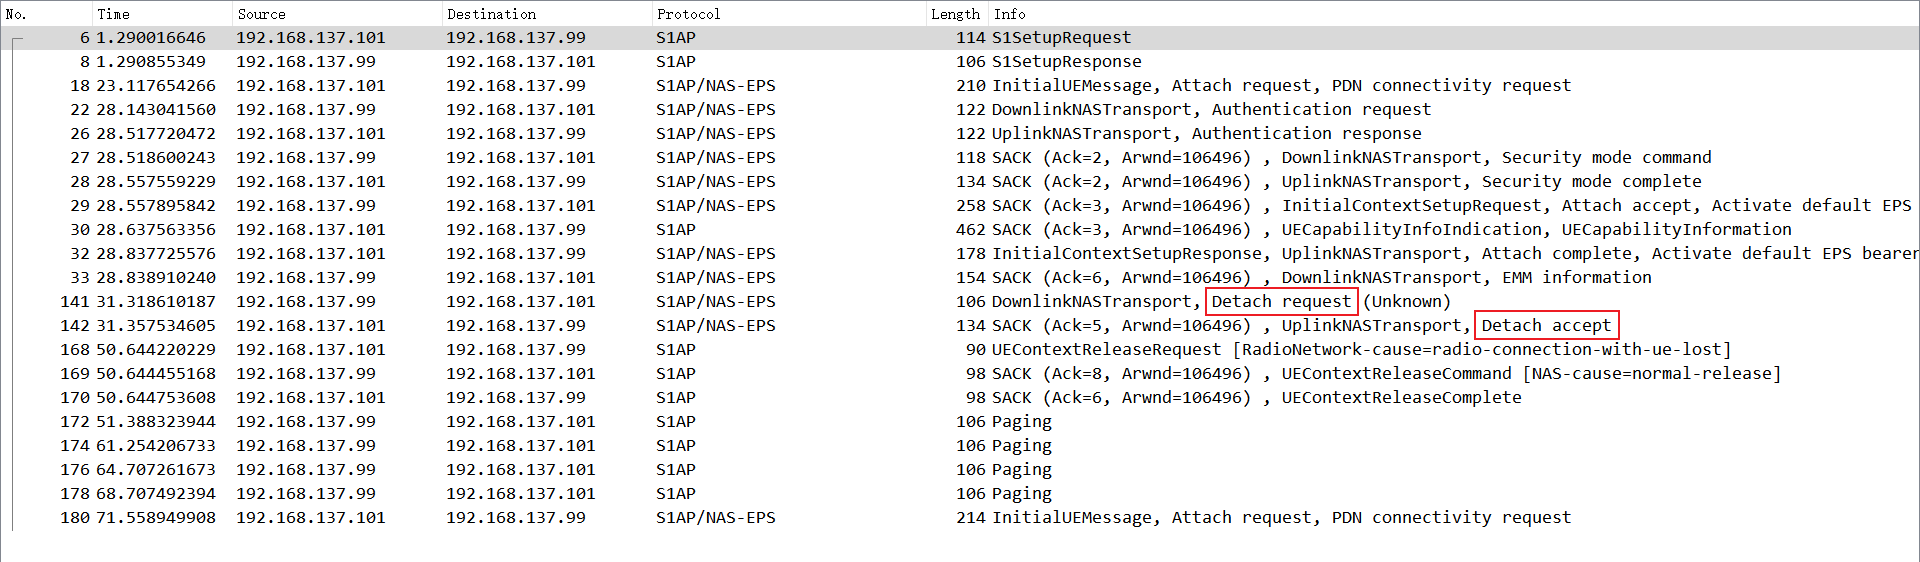 No. Time Source Destination Protocol Length Info
6 1.290016646 192.168.137.101 192.168.137.99 S1AP 114 S1SetupRequest
8 1.290855349 192.168.137.99 192.168.137.101 S1AP 106 S1SetupResponse
18 23.117654266 192.168.137.101 192.168.137.99 S1AP/NAS-EPS 210 InitialUEMessage, Attach request, PDN connectivity request
22 28.143041560 192.168.137.99 192.168.137.101 S1AP/NAS-EPS 122 DownlinkNASTransport, Authentication request
26 28.517720472 192.168.137.101 192.168.137.99 S1AP/NAS-EPS 122 UplinkNASTransport, Authentication response
27 28.518600243 192.168.137.99 192.168.137.101 S1AP/NAS-EPS 118 SACK (Ack=2, Arwnd=106496) , DownlinkNASTransport, Security mode command
28 28.557559229 192.168.137.101 192.168.137.99 S1AP/NAS-EPS 134 SACK (Ack=2, Arwnd=106496) , UplinkNASTransport, Security mode complete
29 28.557895842 192.168.137.99 192.168.137.101 S1AP/NAS-EPS 258 SACK (Ack=3, Arwnd=106496) , InitialContextSetupRequest, Attach accept, Activate default EPS
30 28.637563356 192.168.137.101 192.168.137.99 S1AP 462 SACK (Ack=3, Arwnd=106496) , UECapabilityInfoIndication, UECapabilityInformation
32 28.837725576 192.168.137.101 192.168.137.99 S1AP/NAS-EPS 178 InitialContextSetupResponse, UplinkNASTransport, Attach complete, Activate default EPS bearer
33 28.838910240 192.168.137.99 192.168.137.101 S1AP/NAS-EPS 154 SACK (Ack=6, Arwnd=106496) , DownlinkNASTransport, EMM information
141 31.318610187 192.168.137.99 192.168.137.101 S1AP/NAS-EPS 106 DownlinkNASTransport, Detach request (Unknown)
142 31.357534605 192.168.137.101 192.168.137.99 S1AP/NAS-EPS 134 SACK (Ack=5, Arwnd=106496) , UplinkNASTransport, Detach accept
168 50.644220229 192.168.137.101 192.168.137.99 S1AP 90 UEContextReleaseRequest [RadioNetwork-cause=radio-connection-with-ue-lost]
169 50.644455168 192.168.137.99 192.168.137.101 S1AP 98 SACK (Ack=8, Arwnd=106496) , UEContextReleaseCommand [NAS-cause=normal-release]
170 50.644753608 192.168.137.101 192.168.137.99 S1AP 98 SACK (Ack=6, Arwnd=106496) , UEContextReleaseComplete
172 51.388323944 192.168.137.99 192.168.137.101 S1AP 106 Paging
174 61.254206733 192.168.137.99 192.168.137.101 S1AP 106 Paging
176 64.707261673 192.168.137.99 192.168.137.101 S1AP 106 Paging
178 68.707492394 192.168.137.99 192.168.137.101 S1AP 106 Paging
180 71.558949908 192.168.137.101 192.168.137.99 S1AP/NAS-EPS 214 InitialUEMessage, Attach request, PDN connectivity request